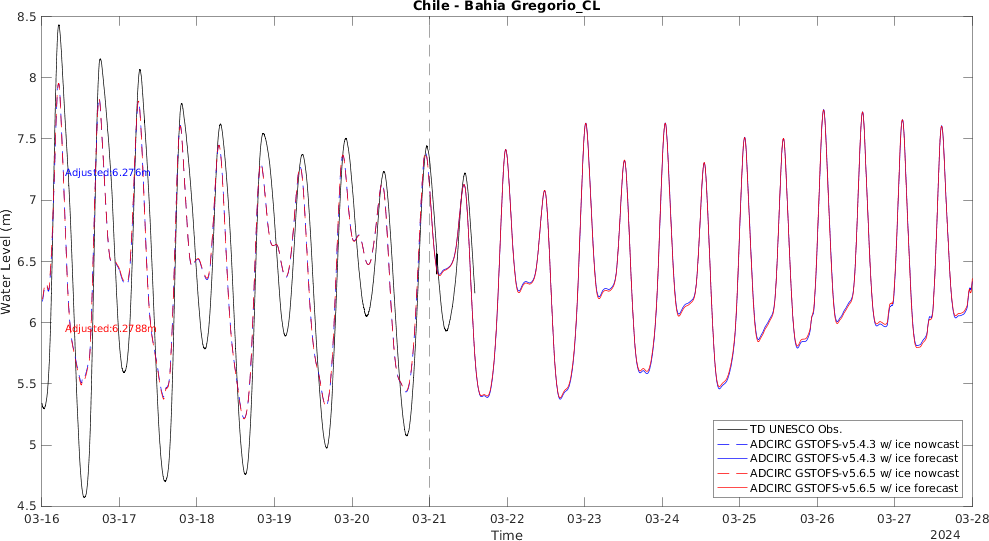 Chile - Bahia Gregorio_CL
8.5
8
7.5
7
6.5
6
5.5
5
4.5
Water Level (m)
Adjusted:6.276m
Adjusted:6.2788m
TD UNESCO Obs.
ADCIRC GSTOFS-v5.4.3 w/ ice nowcast
ADCIRC GSTOFS-v5.4.3 w/ ice forecast
ADCIRC GSTOFS-v5.6.5 w/ ice nowcast
ADCIRC GSTOFS-v5.6.5 w/ ice forecast
03-16 03-17 03-18 03-19 03-20 03-21 03-22 03-23 03-24 03-25 03-26 03-27 03-28
Time
2024